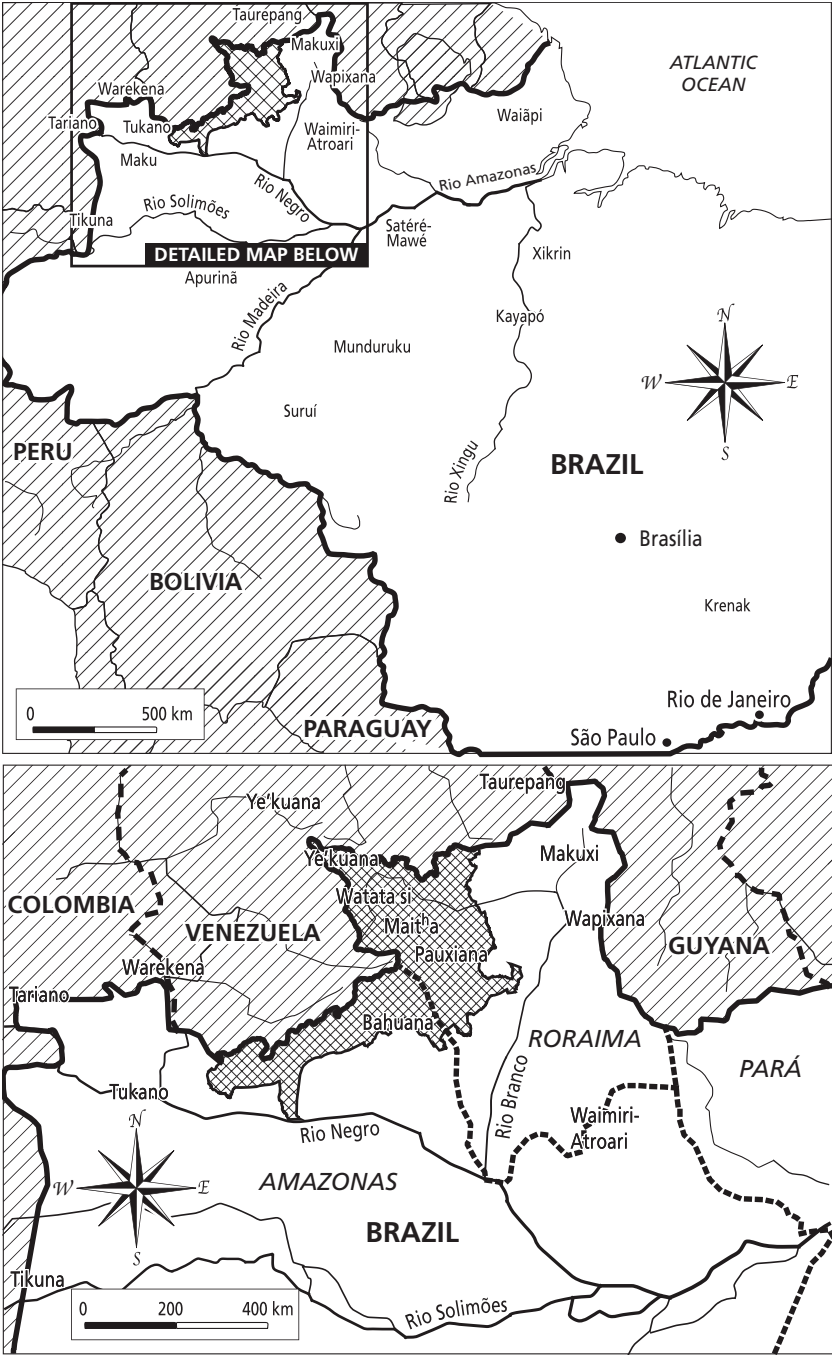 Taurepang
Makuxi
Wapixana
Warekena
Tariano
Tukano
Waimiri-
Atroari
Maku
Rio Negro
Rio Solimões
Tikuna
DETAILED MAP BELOW
ATLANTIC
OCEAN
Waiãpi
Rio Amazonas
Satéré-
Mawé
Xikrin
Apurinã
Rio Madeira
Kayapó
Munduruku
Suruí
Rio Xingu
N
W
E
S
PERU
BRAZIL
Brasília
BOLIVIA
Krenak
Rio de Janeiro
São Paulo
PARAGUAY
0 500 km
Taurepang
Ye'kuana
Ye'kuana
Makuxi
COLOMBIA
Watata si
Maitʰa
Wapixana
VENEZUELA
Pauxiana
GUYANA
Warekena
Tariano
Bahuana
RORAIMA
PARÁ
Tukano
Rio Branco
Rio Negro
Waimiri-
Atroari
N
W
E
S
AMAZONAS
BRAZIL
Tikuna
Rio Solimões
0 200 400 km